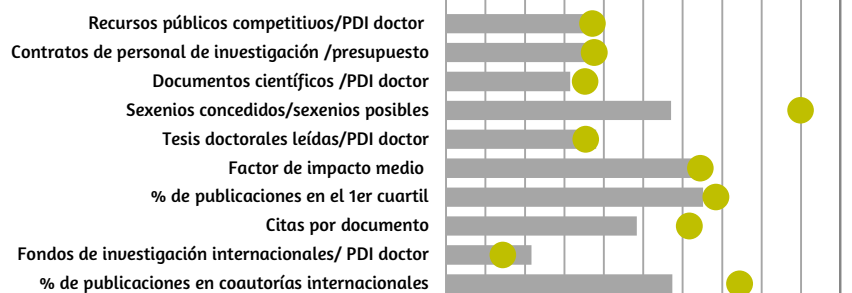 Recursos públicos competitivos/PDI doctor
Contratos de personal de investigación /presupuesto
Documentos científicos /PDI doctor
Sexenios concedidos/sexenios posibles
Tesis doctorales leídas/PDI doctor
Factor de impacto medio
% de publicaciones en el 1er cuartil
Citas por documento
Fondos de investigación internacionales/ PDI doctor
% de publicaciones en coautorías internacionales